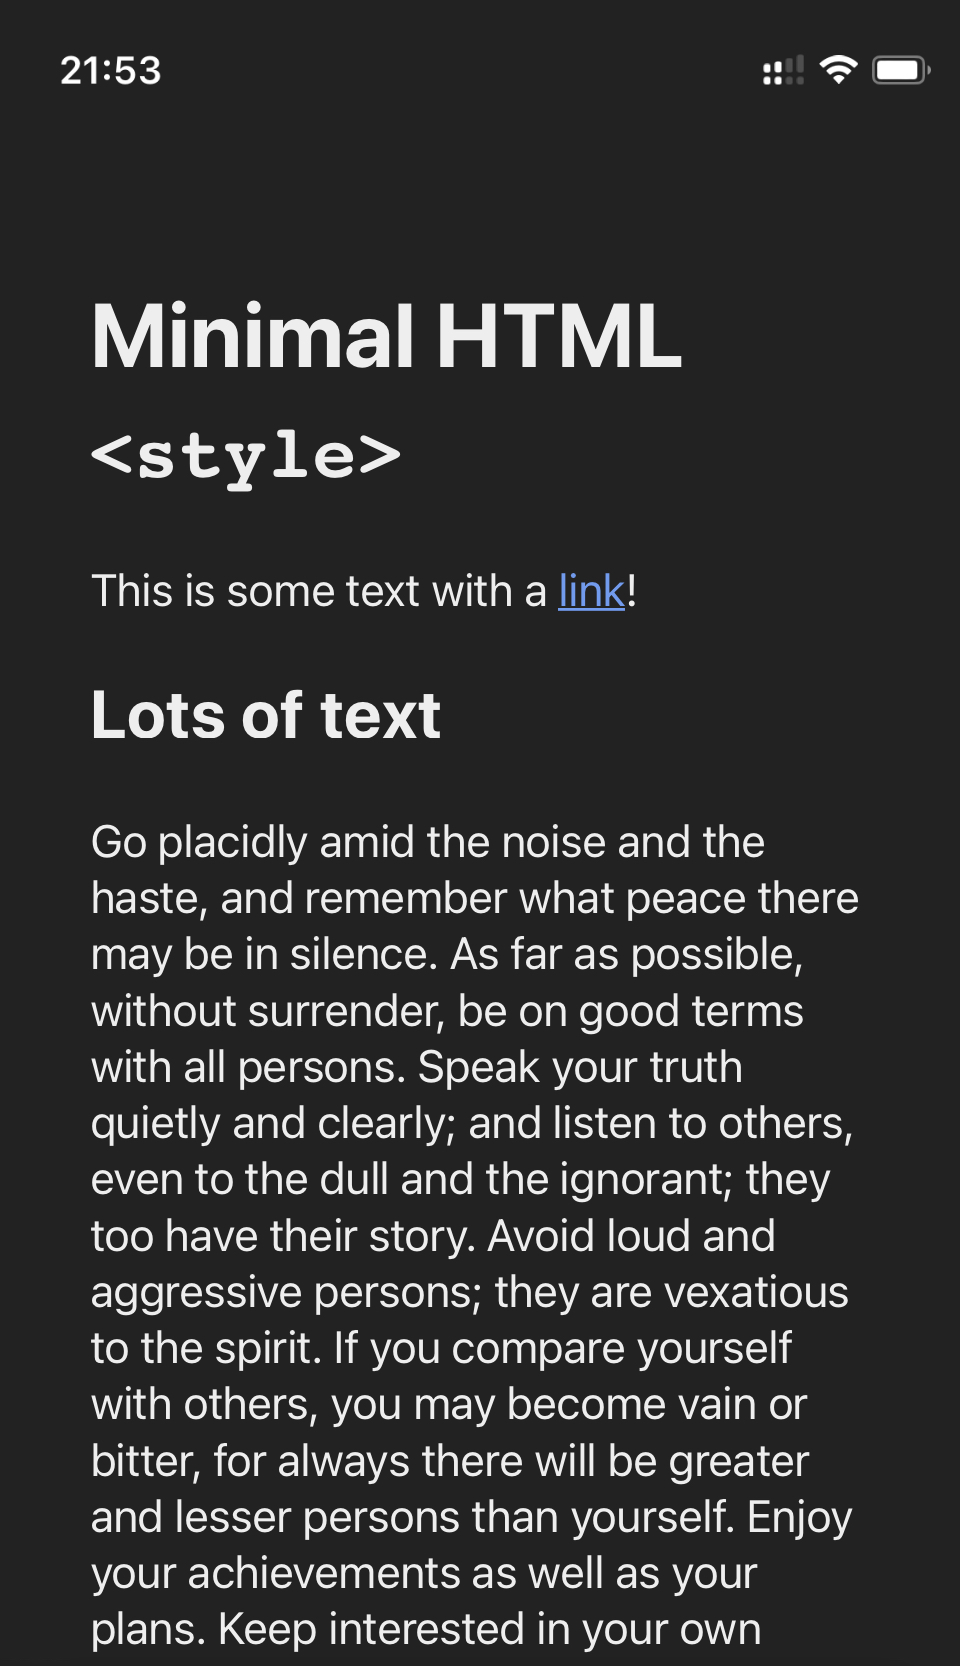 21:53
Minimal HTML
<style>
This is some text with a link!
Lots of text
Go placidly amid the noise and the
haste, and remember what peace there
may be in silence. As far as possible,
without surrender, be on good terms
with all persons. Speak your truth
quietly and clearly; and listen to others,
even to the dull and the ignorant; they
too have their story. Avoid loud and
aggressive persons; they are vexatious
to the spirit. If you compare yourself
with others, you may become vain or
bitter, for always there will be greater
and lesser persons than yourself. Enjoy
your achievements as well as your
plans. Keep interested in your own